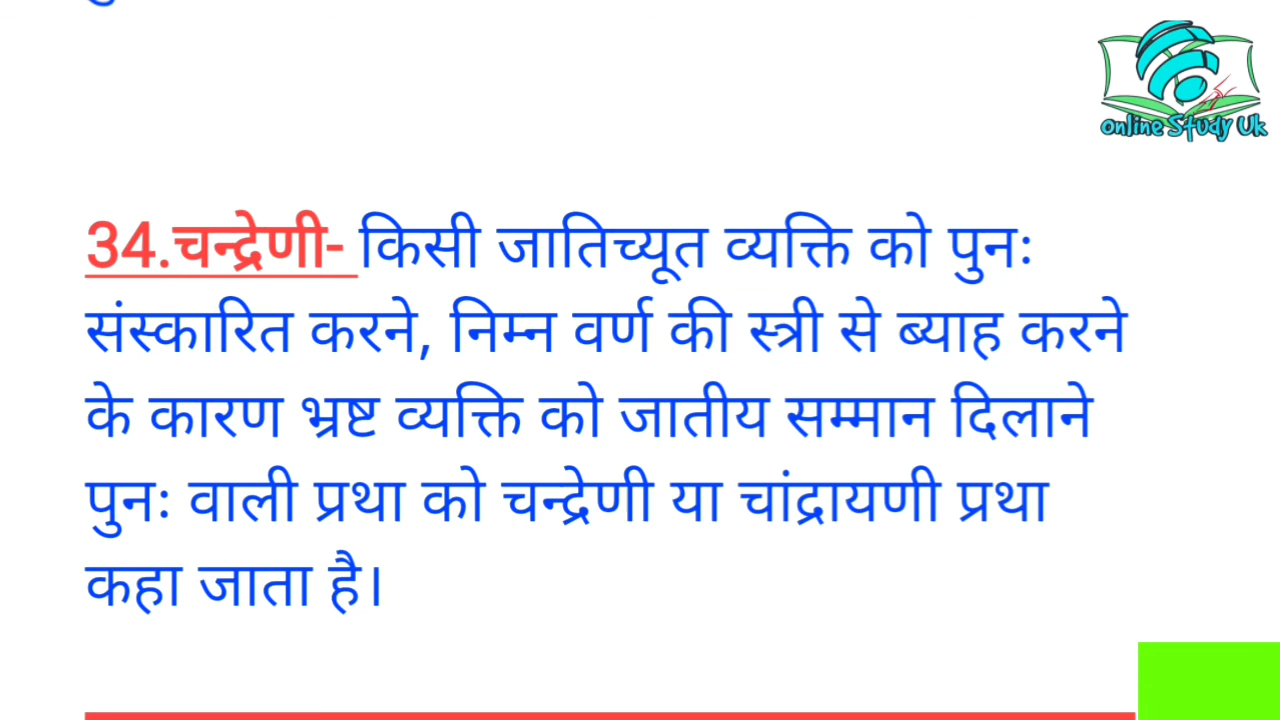 online Study Uk
34.चन्द्रेणी- किसी जातिच्यूत व्यक्ति को पुनः
संस्कारित करने, निम्न वर्ण की स्त्री से ब्याह करने
के कारण भ्रष्ट व्यक्ति को जातीय सम्मान दिलाने
पुनः वाली प्रथा को चन्द्रेणी या चांद्रायणी प्रथा
कहा जाता है।